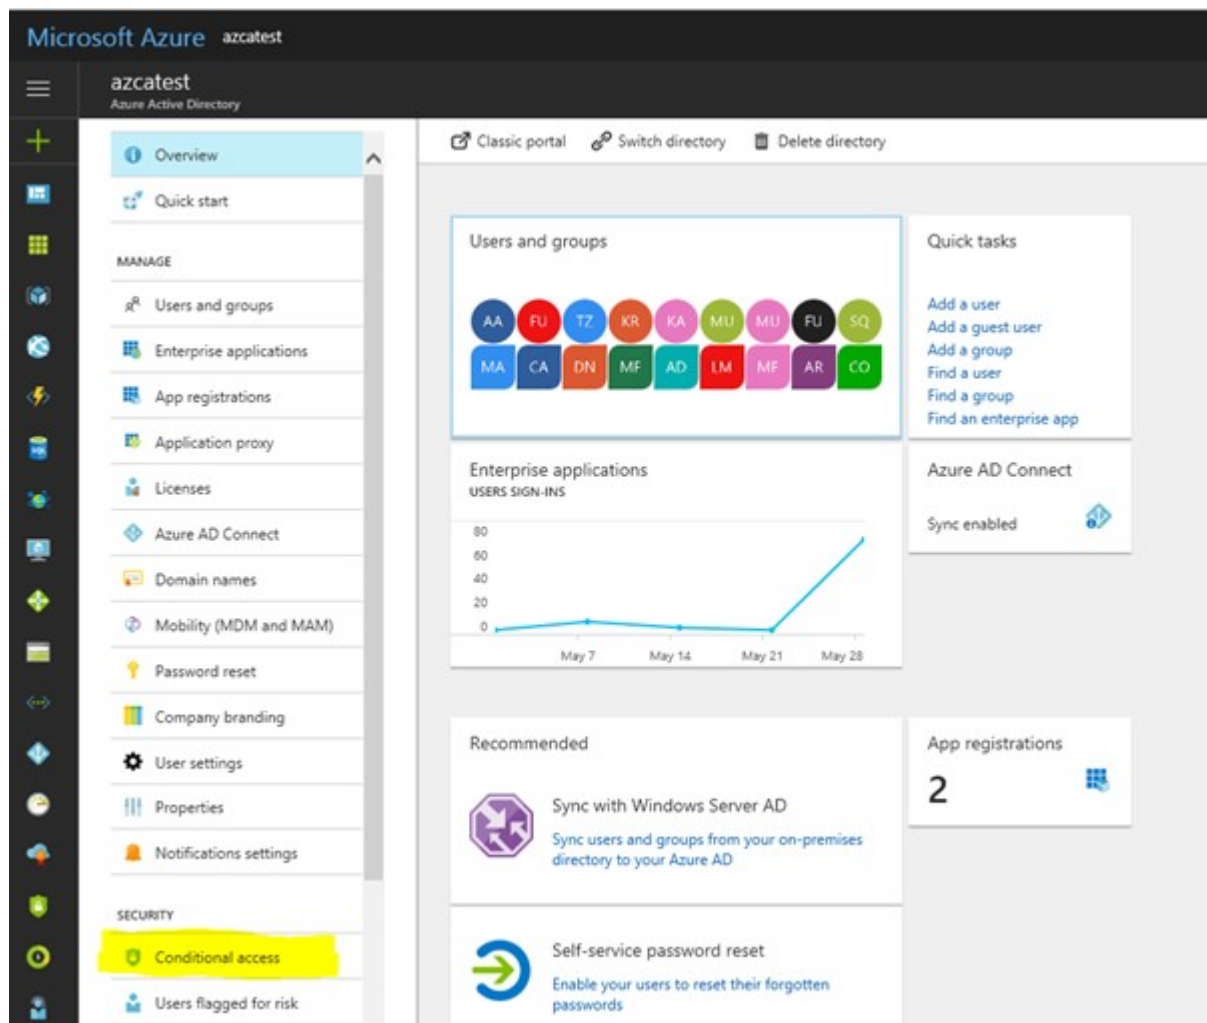 Microsoft Azure azcatest
azcatest
Azure Active Directory
Overview
Quick start
MANAGE
Users and groups
Enterprise applications
App registrations
Application proxy
Licenses
Azure AD Connect
Domain names
Mobility (MDM and MAM)
Password reset
Company branding
User settings
Properties
Notifications settings
SECURITY
Conditional access
Users flagged for risk
Classic portal Switch directory Delete directory
Users and groups
AA FU TZ KR KA MU MU FU SQ
MA CA DN MF AD LM MF AR CO
Quick tasks
Add a user
Add a guest user
Add a group
Find a user
Find a group
Find an enterprise app
Enterprise applications
USERS SIGN-INS
80
60
40
20
0
May 7 May 14 May 21 May 28
Azure AD Connect
Sync enabled
Recommended
Sync with Windows Server AD
Sync users and groups from your on-premises
directory to your Azure AD
Self-service password reset
Enable your users to reset their forgotten
passwords
App registrations
2